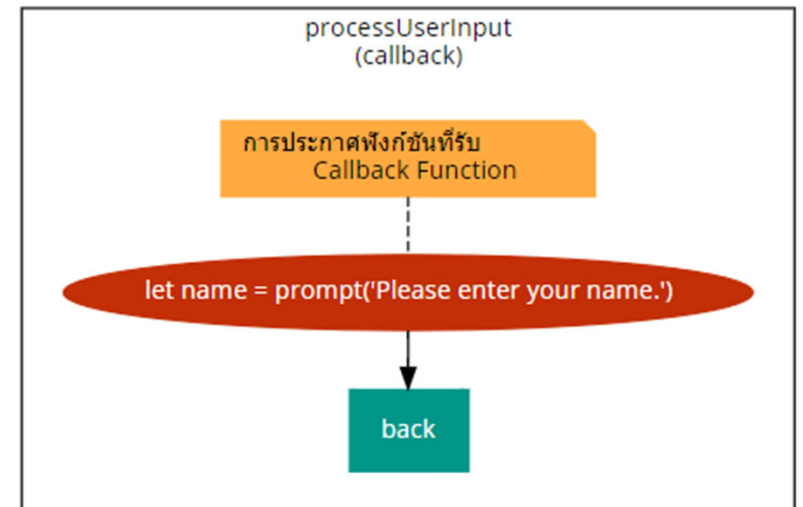 processUserInput
(callback)
การประกาศฟังก์ชันที่รับ
Callback Function
let name = prompt('Please enter your name.')
back